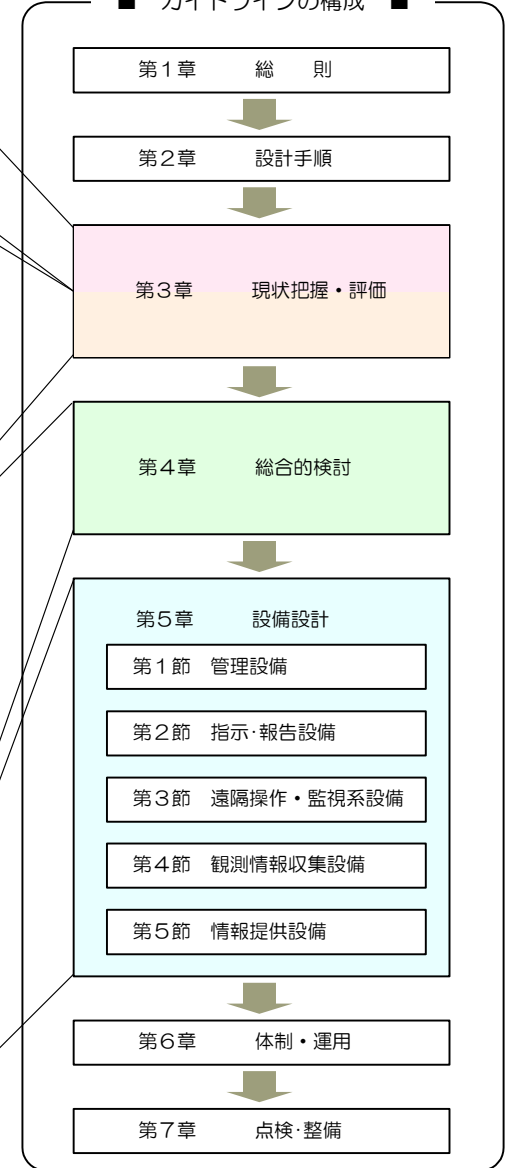 ■ ガイドラインの構成 ■
第1章 総 則
第2章 設計手順
第3章 現状把握・評価
第4章 総合的検討
第5章 設備設計
第1節 管理設備
第2節 指示･報告設備
第3節 遠隔操作・監視系設備
第4節 観測情報収集設備
第5節 情報提供設備
第6章 体制・運用
第7章 点検･整備